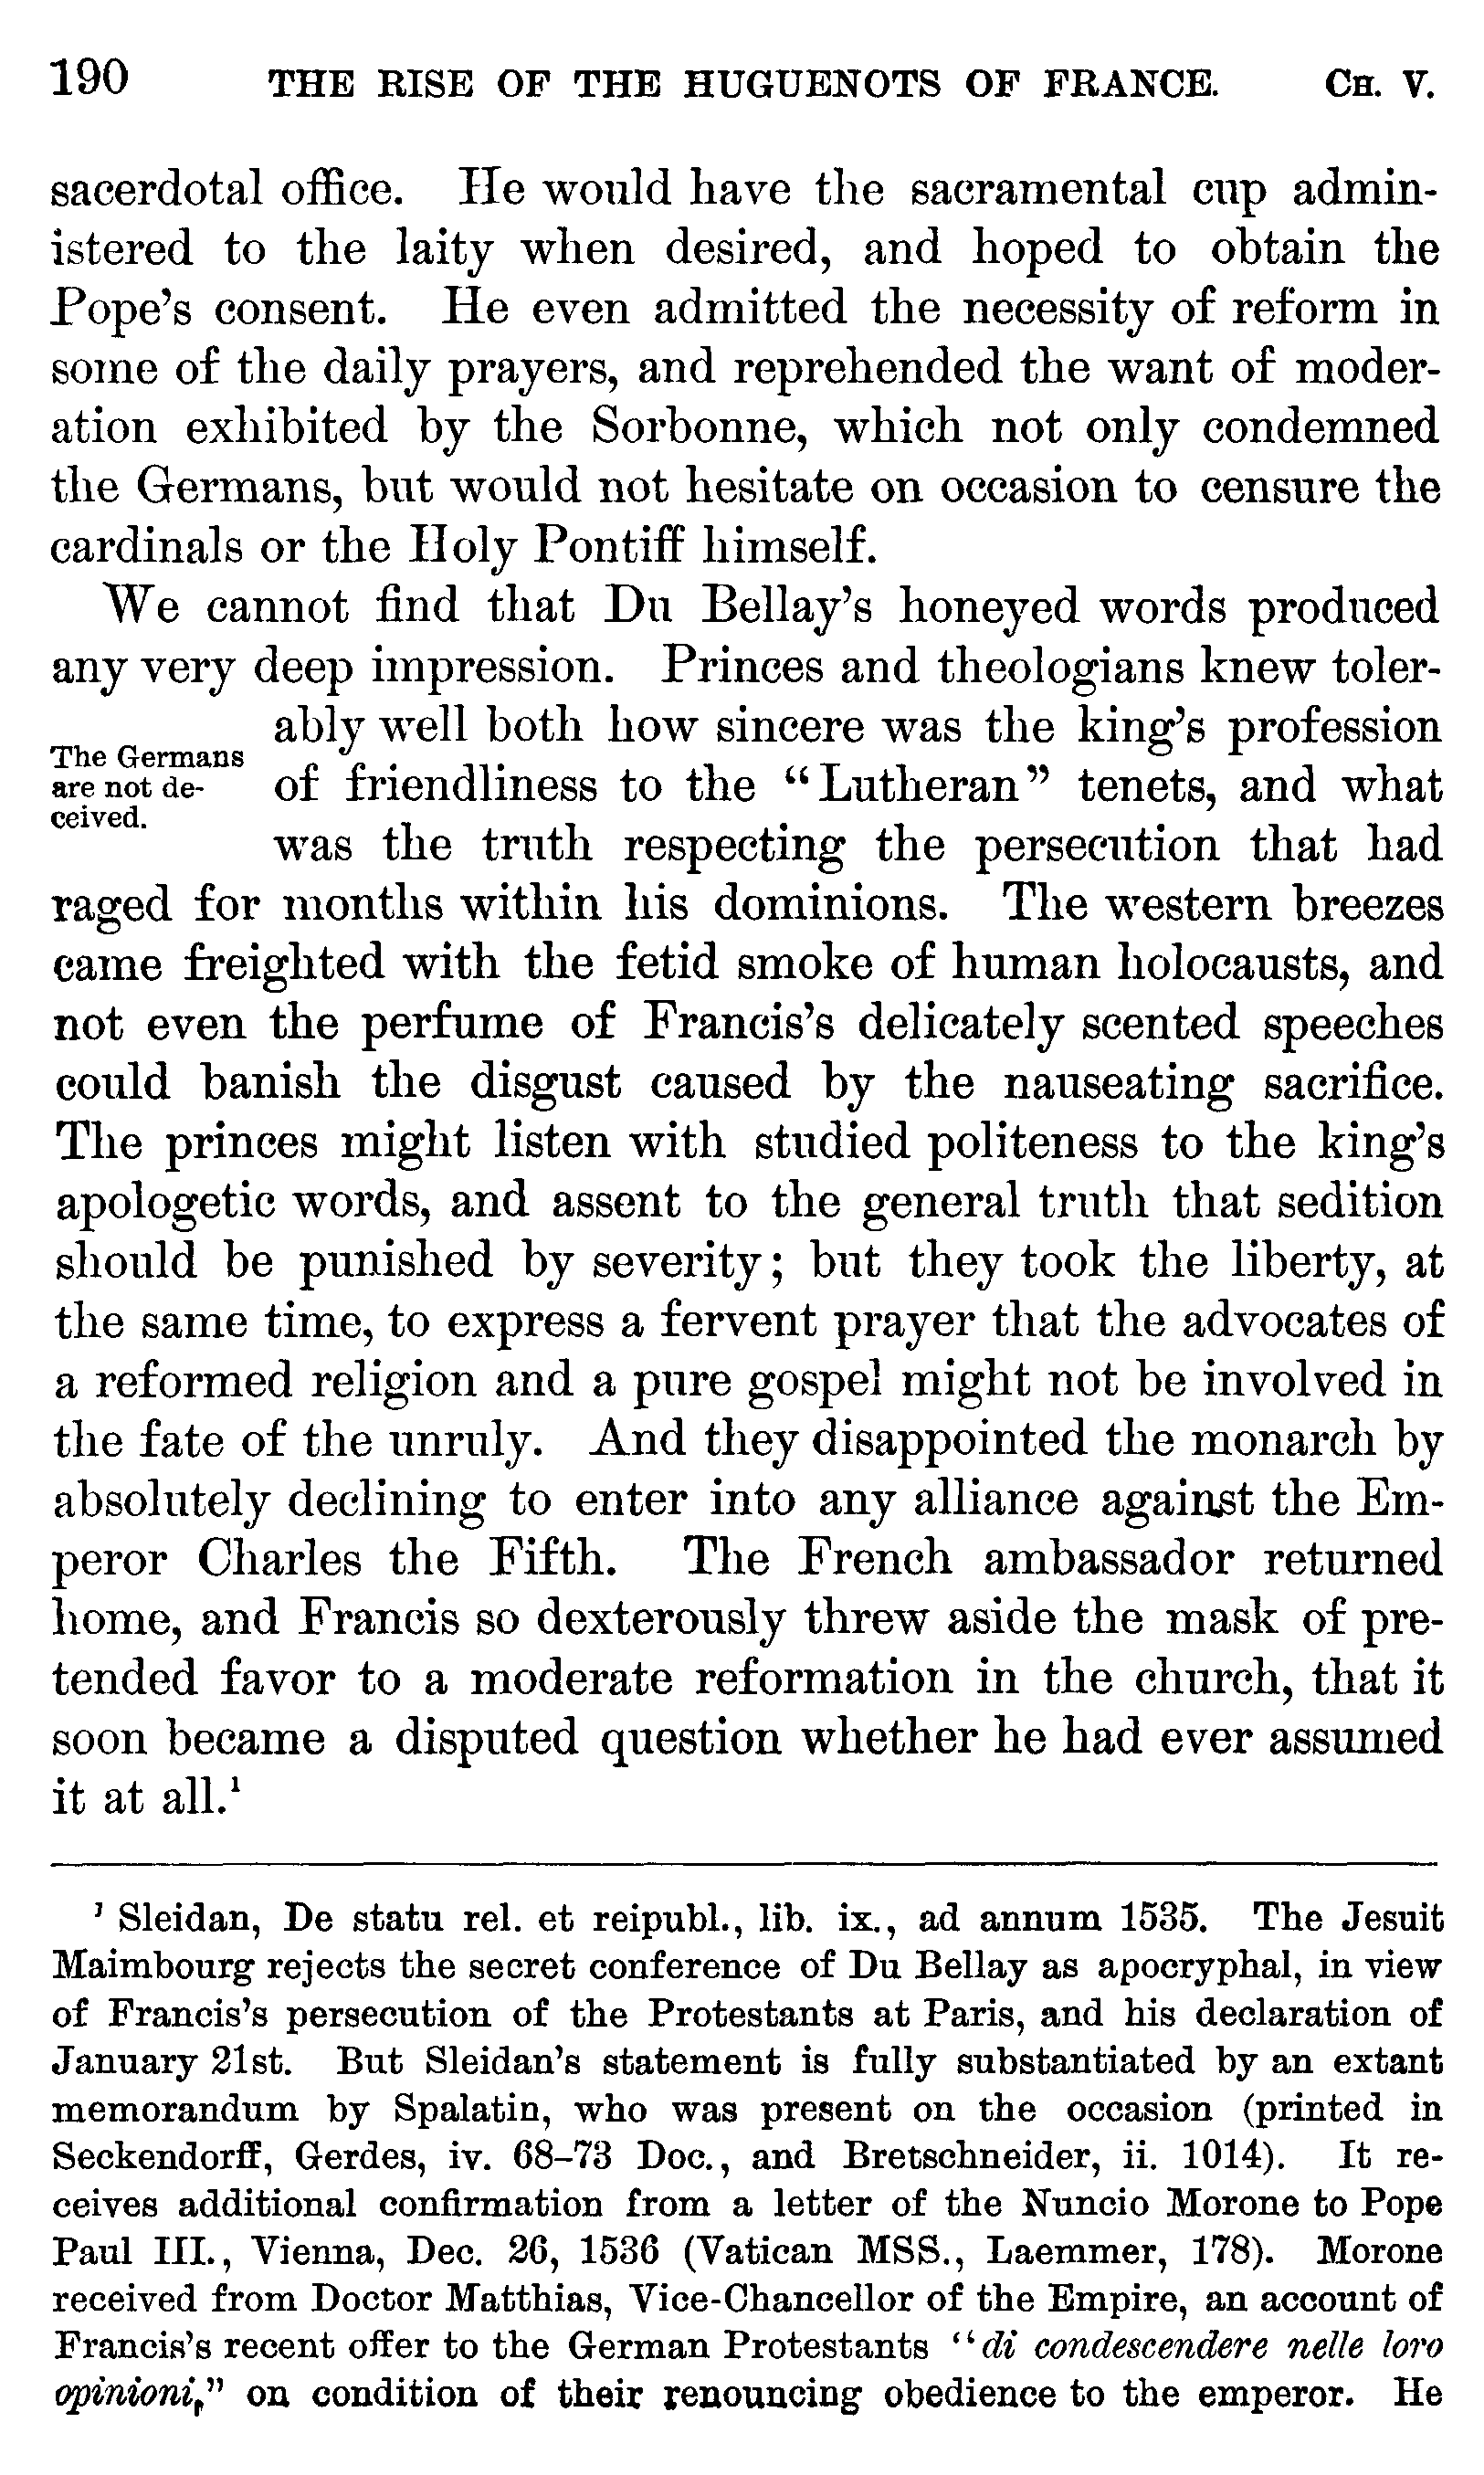 190 THE RISE OF THE HUGUENOTS OF FRANCE. CH. V.
sacerdotal office. He would have the sacramental cup admin-
istered to the laity when desired, and hoped to obtain the
Pope's consent. He even admitted the necessity of reform in
some of the daily prayers, and reprehended the want of moder-
ation exhibited by the Sorbonne, which not only condemned
the Germans, but would not hesitate on occasion to censure the
cardinals or the Holy Pontiff himself.
We cannot find that Du Bellay's honeyed words produced
any very deep impression. Princes and theologians knew toler-
ably well both how sincere was the king's profession
The Germans
are not de-
ceived.
of friendliness to the “Lutheran” tenets, and what
was the truth respecting the persecution that had
raged for months within his dominions. The western breezes
came freighted with the fetid smoke of human holocausts, and
not even the perfume of Francis's delicately scented speeches
could banish the disgust caused by the nauseating sacrifice.
The princes might listen with studied politeness to the king's
apologetic words, and assent to the general truth that sedition
should be punished by severity; but they took the liberty, at
the same time, to express a fervent prayer that the advocates of
a reformed religion and a pure gospel might not be involved in
the fate of the unruly. And they disappointed the monarch by
absolutely declining to enter into any alliance against the Em-
peror Charles the Fifth. The French ambassador returned
home, and Francis so dexterously threw aside the mask of pre-
tended favor to a moderate reformation in the church, that it
soon became a disputed question whether he had ever assumed
it at all.¹
¹ Sleidan, De statu rel. et reipubl., lib. ix., ad annum 1535. The Jesuit
Maimbourg rejects the secret conference of Du Bellay as apocryphal, in view
of Francis's persecution of the Protestants at Paris, and his declaration of
January 21st. But Sleidan's statement is fully substantiated by an extant
memorandum by Spalatin, who was present on the occasion (printed in
Seckendorff, Gerdes, iv. 68–73 Doc., and Bretschneider, ii. 1014). It re-
ceives additional confirmation from a letter of the Nuncio Morone to Pope
Paul III., Vienna, Dec. 26, 1536 (Vatican MSS., Laemmer, 178). Morone
received from Doctor Matthias, Vice-Chancellor of the Empire, an account of
Francis's recent offer to the German Protestants “di condescendere nelle loro
opinioni,” on condition of their renouncing obedience to the emperor. He